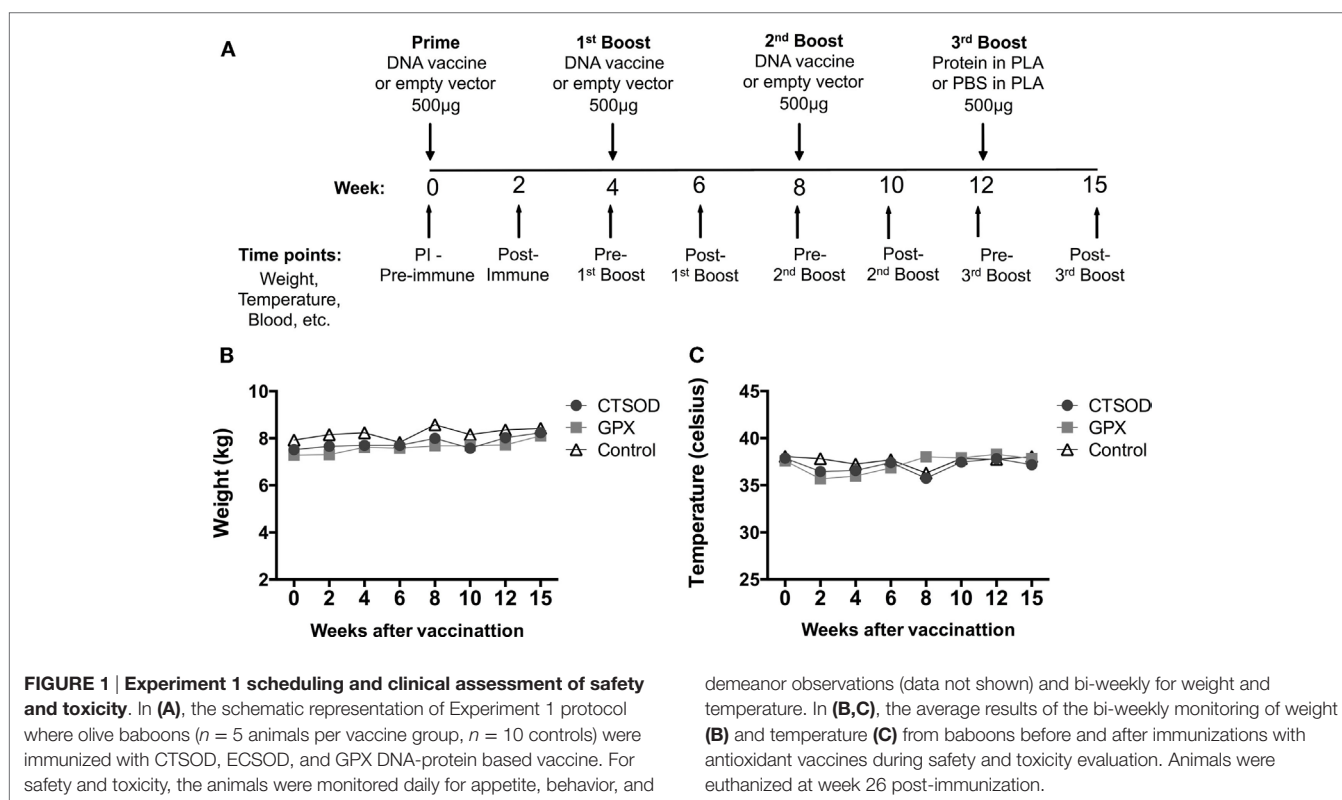 A
Prime
DNA vaccine
or empty vector
500µg
1st Boost
DNA vaccine
or empty vector
500µg
2nd Boost
DNA vaccine
or empty vector
500µg
3rd Boost
Protein in PLA
or PBS in PLA
500µg
Week: 0 2 4 6 8 10 12 15
Time points:
Weight,
Temperature,
Blood, etc.
PI -
Pre-immune
Post-
Immune
Pre-
1st Boost
Post-
1st Boost
Pre-
2nd Boost
Post-
2nd Boost
Pre-
3rd Boost
Post-
3rd Boost
B
Weight (kg)
10
8
6
4
2
0 2 4 6 8 10 12 15
Weeks after vaccinattion
CTSOD
GPX
Control
C
Temperature (celsius)
45
40
35
30
25
0 2 4 6 8 10 12 15
Weeks after vaccinattion
CTSOD
GPX
Control
FIGURE 1 | Experiment 1 scheduling and clinical assessment of safety
and toxicity. In (A), the schematic representation of Experiment 1 protocol
where olive baboons (n = 5 animals per vaccine group, n = 10 controls) were
immunized with CTSOD, ECSOD, and GPX DNA-protein based vaccine. For
safety and toxicity, the animals were monitored daily for appetite, behavior, and
demeanor observations (data not shown) and bi-weekly for weight and
temperature. In (B,C), the average results of the bi-weekly monitoring of weight
(B) and temperature (C) from baboons before and after immunizations with
antioxidant vaccines during safety and toxicity evaluation. Animals were
euthanized at week 26 post-immunization.